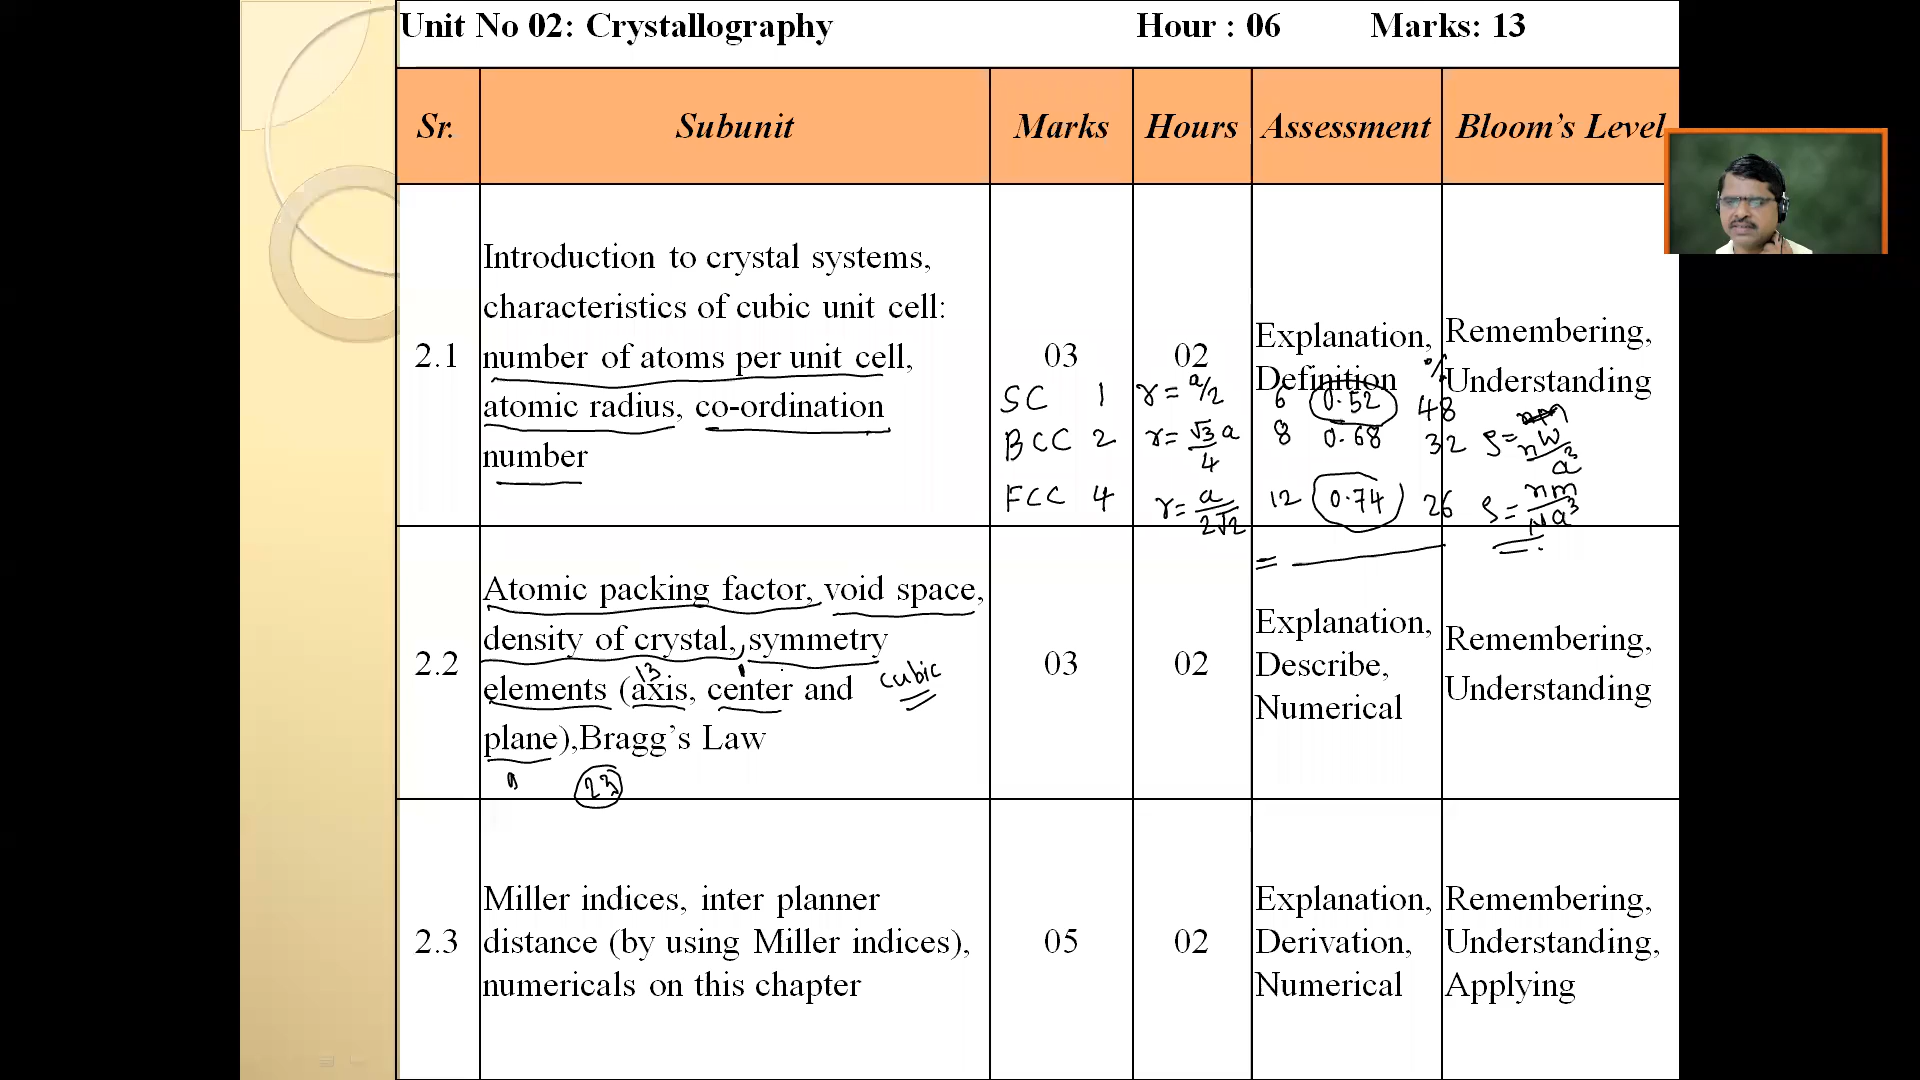 Unit No 02: Crystallography Hour : 06 Marks: 13
Sr. Subunit Marks Hours Assessment Bloom's Level
2.1
Introduction to crystal systems,
characteristics of cubic unit cell:
number of atoms per unit cell,
atomic radius, co-ordination
number
03
02
Explanation,
Definition
Remembering,
Understanding
%
SC 1 r = a/2 6 0.52 48
BCC 2 r = √3 a/4 8 0.68 32 ρ = nW/a³
FCC 4 r = a/2√2 12 0.74 26 ρ = nm/Na³
2.2
Atomic packing factor, void space,
density of crystal, symmetry
elements (axis, center and
plane),Bragg's Law
13
cubic
23
03
02
Explanation,
Describe,
Numerical
Remembering,
Understanding
2.3
Miller indices, inter planner
distance (by using Miller indices),
numericals on this chapter
05
02
Explanation,
Derivation,
Numerical
Remembering,
Understanding,
Applying